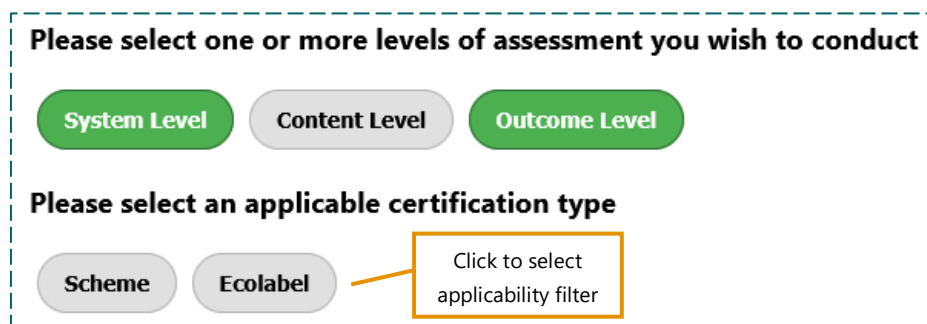 Please select one or more levels of assessment you wish to conduct
System Level Content Level Outcome Level
Please select an applicable certification type
Scheme Ecolabel
Click to select
applicability filter